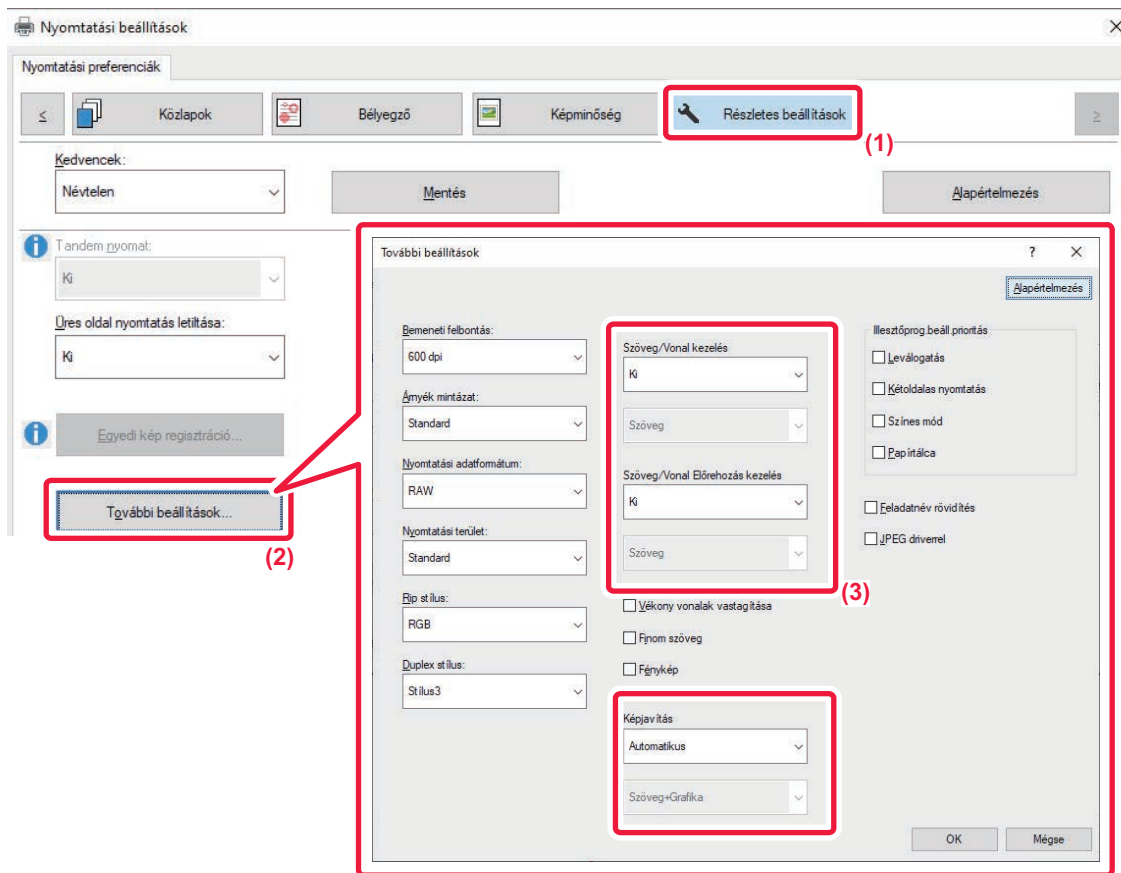 Nyomtatási beállítások
Nyomtatási preferenciák
≤
Közlapok
Bélyegző
Képminőség
Részletes beállítások
≥
(1)
Kedvencek:
Névtelen
Mentés
Alapértelmezés
Tandem nyomat:
Ki
Üres oldal nyomtatás letiltása:
Ki
Egyedi kép regisztráció...
További beállítások...
(2)
További beállítások
?
Alapértelmezés
Bemeneti felbontás:
600 dpi
Árnyék mintázat:
Standard
Nyomtatási adatformátum:
RAW
Nyomtatási terület:
Standard
Rip stílus:
RGB
Duplex stílus:
Stílus3
Szöveg/Vonal kezelés
Ki
Szöveg
Szöveg/Vonal Előrehozás kezelés
Ki
Szöveg
(3)
Vékony vonalak vastagítása
Finom szöveg
Fénykép
Képjavítás
Automatikus
Szöveg+Grafika
Illesztőprog.beáll.prioritás
Leválogatás
Kétoldalas nyomtatás
Színes mód
Papírtálca
Feladatnév rövidítés
JPEG driverrel
OK
Mégse